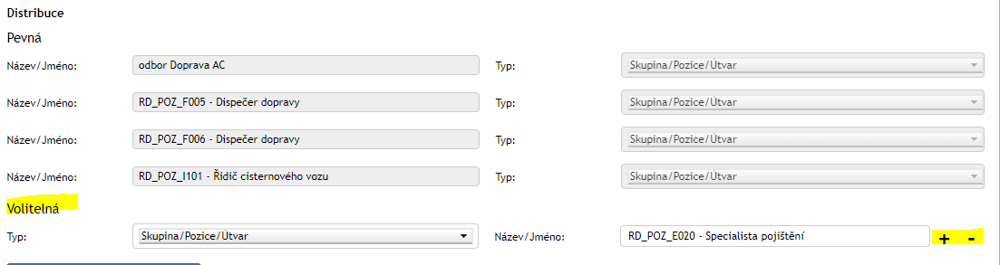 Distribuce
Pevná
Název/Jméno: odbor Doprava AC Typ: Skupina/Pozice/Útvar
Název/Jméno: RD_POZ_F005 - Dispečer dopravy Typ: Skupina/Pozice/Útvar
Název/Jméno: RD_POZ_F006 - Dispečer dopravy Typ: Skupina/Pozice/Útvar
Název/Jméno: RD_POZ_I101 - Řidič cisternového vozu Typ: Skupina/Pozice/Útvar
Volitelná
Typ: Skupina/Pozice/Útvar Název/Jméno: RD_POZ_E020 - Specialista pojištění + -